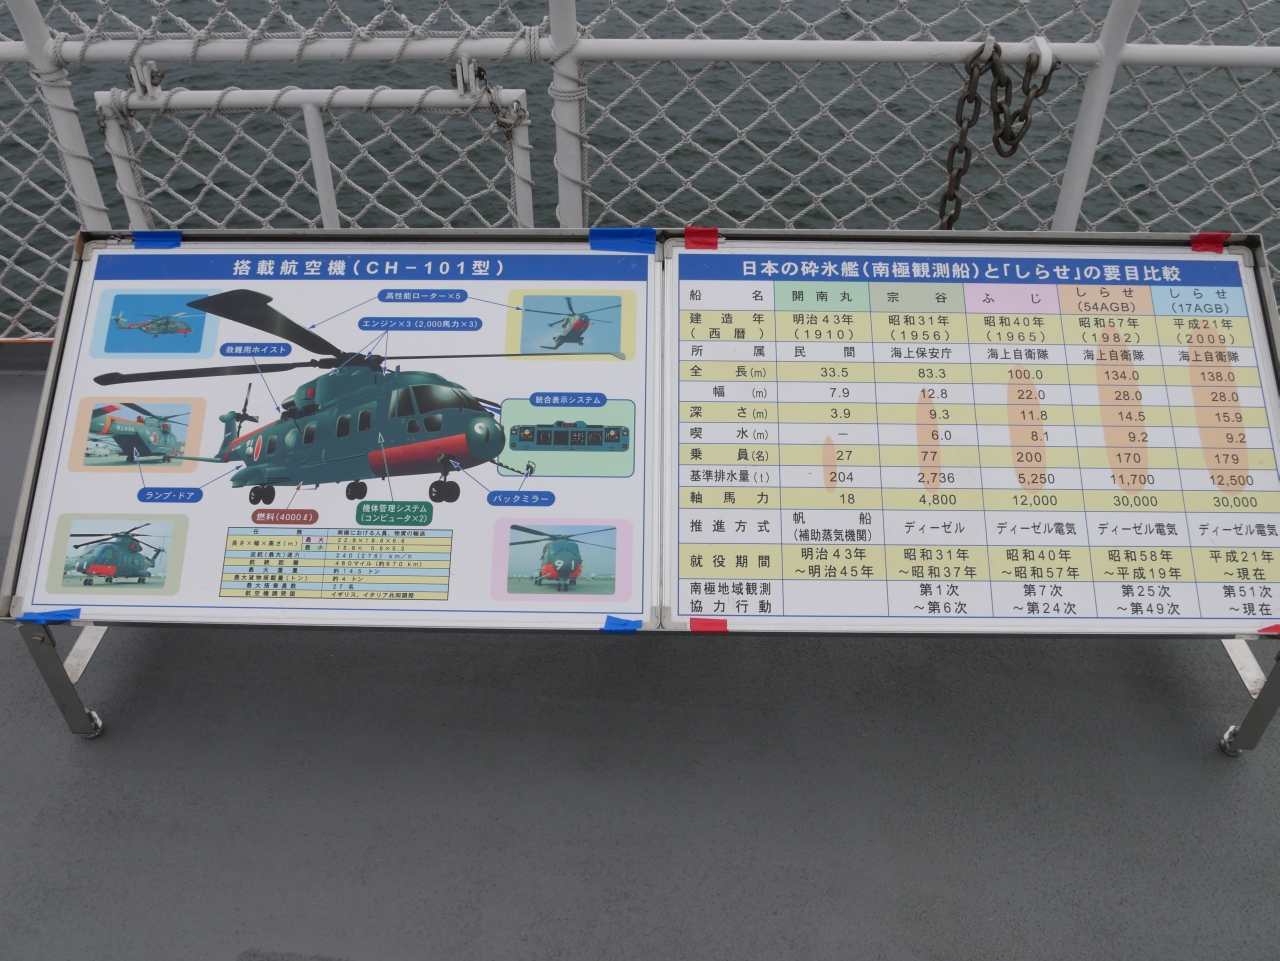 搭載航空機(CH-101型)
高性能ローター×5
エンジン×3(2,000馬力×3)
救難用ホイスト
統合表示システム
ランプ・ドア
バックミラー
燃料(4000ℓ)
機体管理システム
(コンピュータ×2)
任務 南極における人員、物資の輸送
長さ×幅×高さ(m) 最大 22.8×18.6×6.6
最小
巡航(最大)速力
航続距離 480マイル(約870km)
最大重量 約14.5トン
最大貨物搭載量(トン) 約4トン
最大搭乗員数 27名
航空機開発国 イギリス、イタリア共同開発
日本の砕氷艦(南極観測船)と「しらせ」の要目比較
船名 開南丸 宗谷 ふじ しらせ(54AGB) しらせ(17AGB)
建造年(西暦) 明治43年(1910) 昭和31年(1956) 昭和40年(1965) 昭和57年(1982) 平成21年(2009)
所属 民間 海上保安庁 海上自衛隊 海上自衛隊 海上自衛隊
全長(m) 33.5 83.3 100.0 134.0 138.0
幅(m) 7.9 12.8 22.0 28.0 28.0
深さ(m) 3.9 9.3 11.8 14.5 15.9
喫水(m) — 6.0 8.1 9.2 9.2
乗員(名) 27 77 200 170 179
基準排水量(t) 204 2,736 5,250 11,700 12,500
軸馬力 18 4,800 12,000 30,000 30,000
推進方式 帆船(補助蒸気機関) ディーゼル ディーゼル電気 ディーゼル電気 ディーゼル電気
就役期間 明治43年～明治45年 昭和31年～昭和37年 昭和40年～昭和57年 昭和58年～平成19年 平成21年～現在
南極地域観測協力行動 第1次～第6次 第7次～第24次 第25次～第49次 第51次～現在